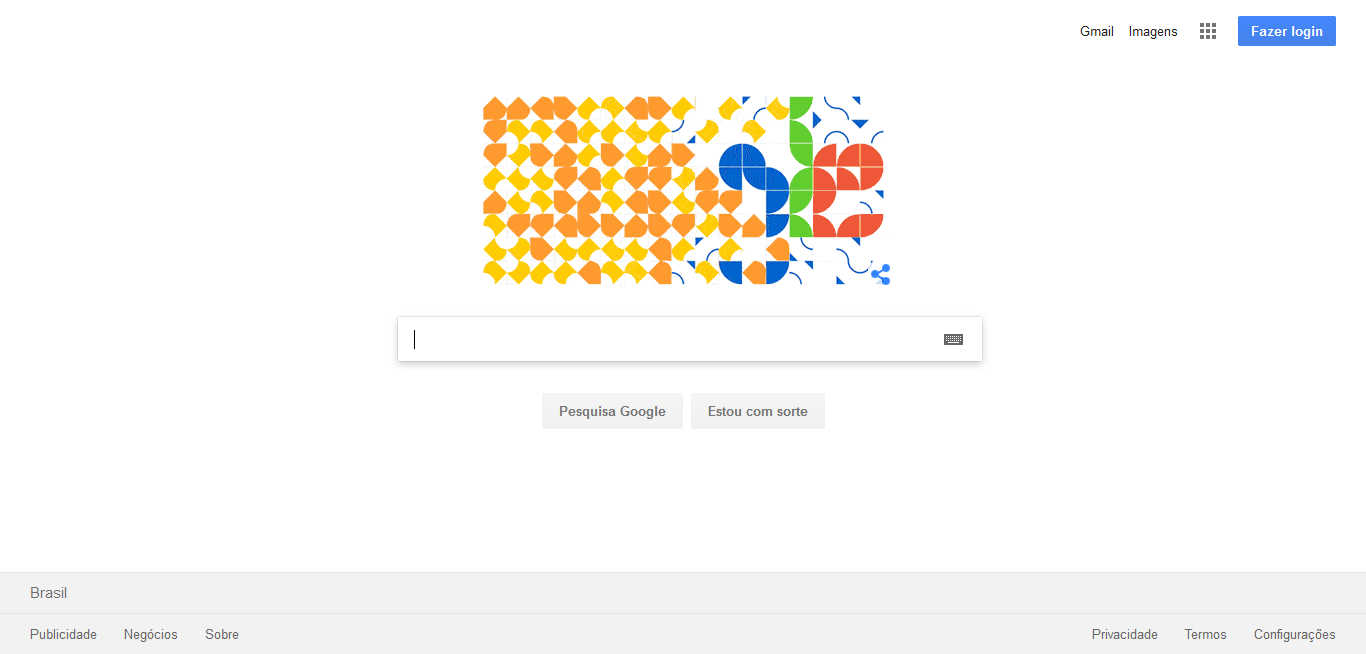 Gmail Imagens Fazer login
Pesquisa Google Estou com sorte
Brasil
Publicidade Negócios Sobre Privacidade Termos Configurações